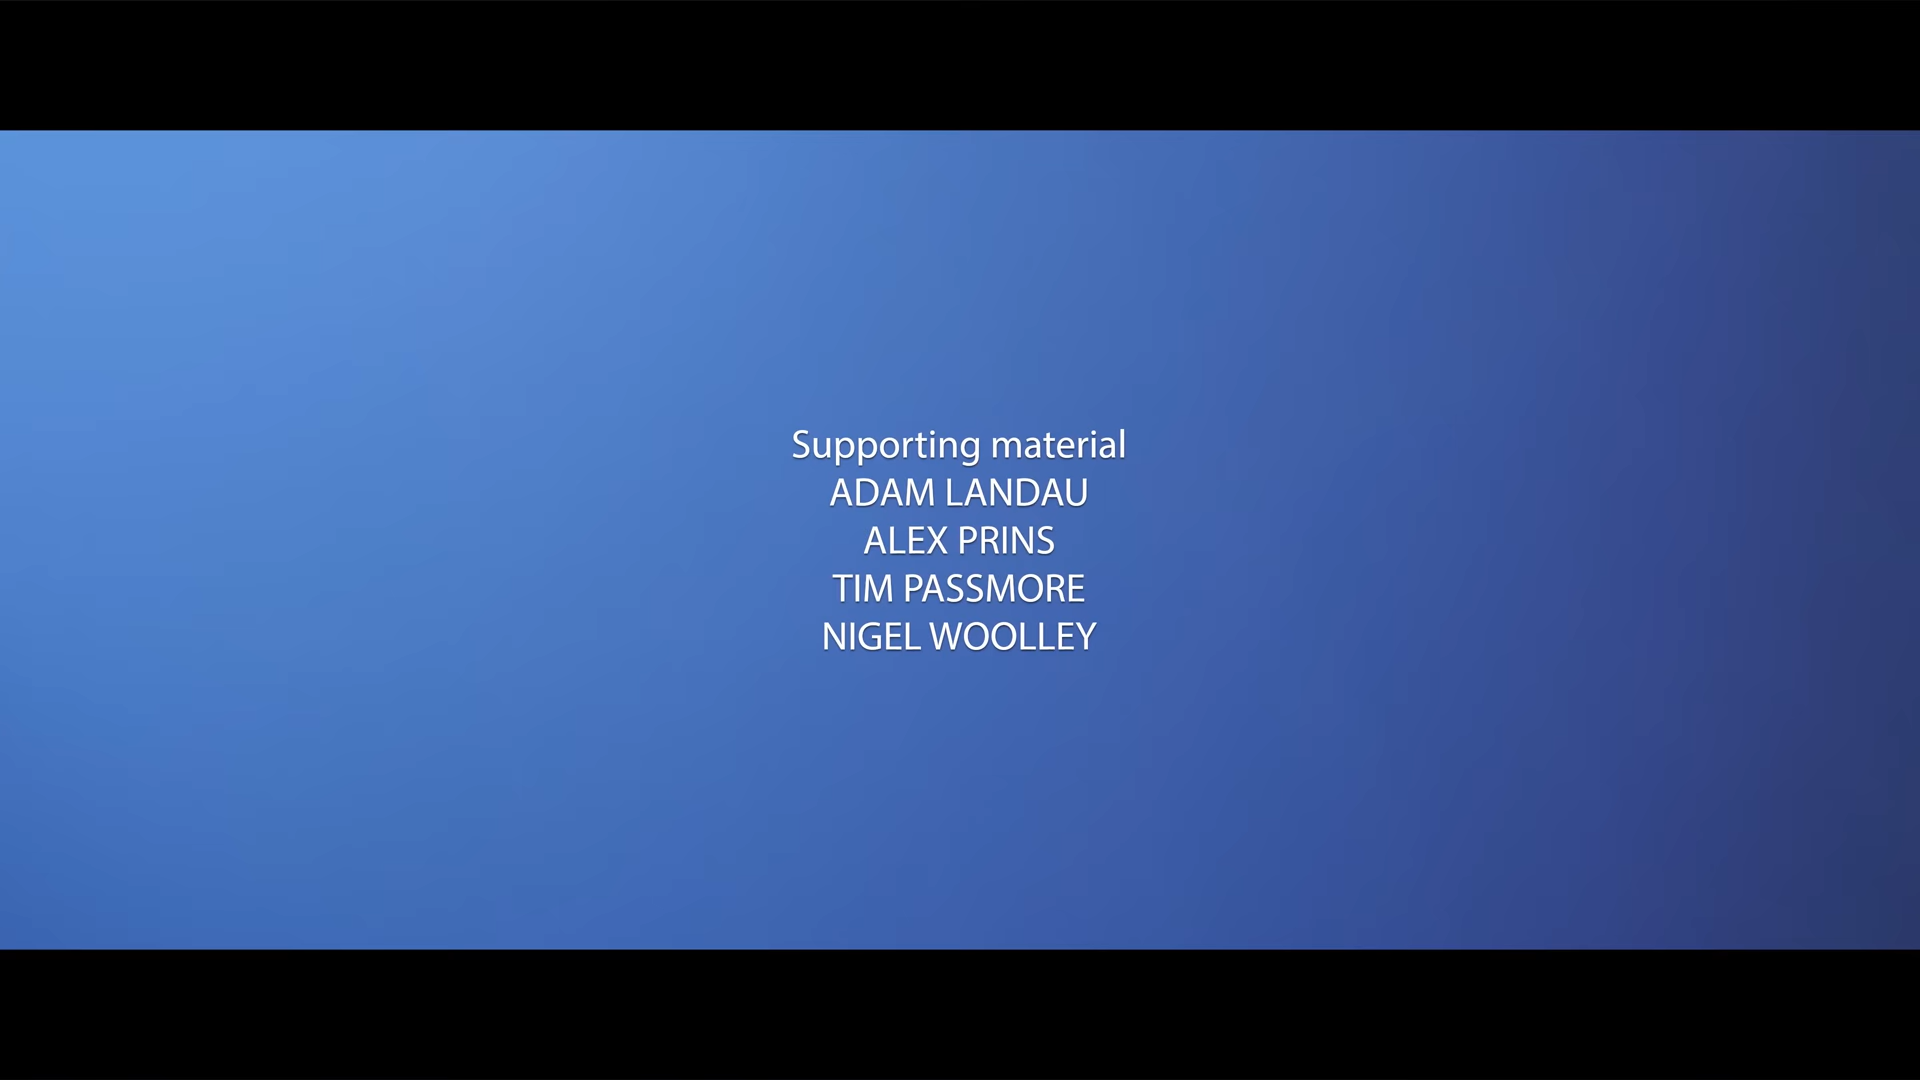 Supporting material
ADAM LANDAU
ALEX PRINS
TIM PASSMORE
NIGEL WOOLLEY